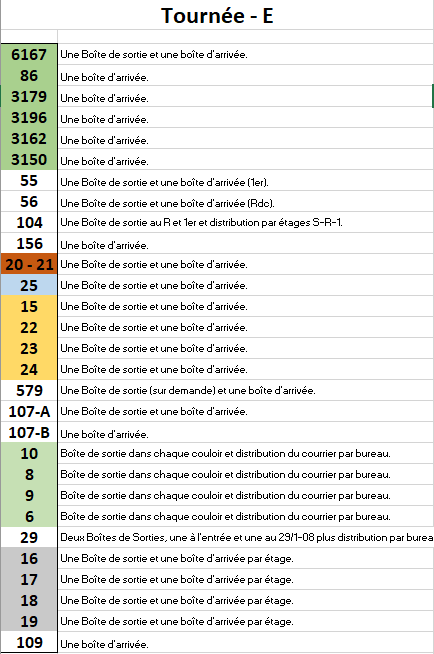 Tournée - E
6167 Une Boîte de sortie et une boîte d'arrivée.
86 Une boîte d'arrivée.
3179 Une boîte d'arrivée.
3196 Une boîte d'arrivée.
3162 Une boîte d'arrivée.
3150 Une boîte d'arrivée.
55 Une Boîte de sortie et une boîte d'arrivée (1er).
56 Une Boîte de sortie et une boîte d'arrivée (Rdc).
104 Une Boîte de sortie au R et 1er et distribution par étages S-R-1.
156 Une boîte d'arrivée.
20 - 21 Une Boîte de sortie et une boîte d'arrivée.
25 Une Boîte de sortie et une boîte d'arrivée.
15 Une Boîte de sortie et une boîte d'arrivée.
22 Une Boîte de sortie et une boîte d'arrivée.
23 Une Boîte de sortie et une boîte d'arrivée.
24 Une Boîte de sortie et une boîte d'arrivée.
579 Une Boîte de sortie (sur demande) et une boîte d'arrivée.
107-A Une Boîte de sortie et une boîte d'arrivée.
107-B Une boîte d'arrivée.
10 Boîte de sortie dans chaque couloir et distribution du courrier par bureau.
8 Boîte de sortie dans chaque couloir et distribution du courrier par bureau.
9 Boîte de sortie dans chaque couloir et distribution du courrier par bureau.
6 Boîte de sortie dans chaque couloir et distribution du courrier par bureau.
29 Deux Boîtes de Sorties, une à l'entrée et une au 29/1-08 plus distribution par burea
16 Une Boîte de sortie et une boîte d'arrivée par étage.
17 Une Boîte de sortie et une boîte d'arrivée par étage.
18 Une Boîte de sortie et une boîte d'arrivée par étage.
19 Une Boîte de sortie et une boîte d'arrivée par étage.
109 Une boîte d'arrivée.